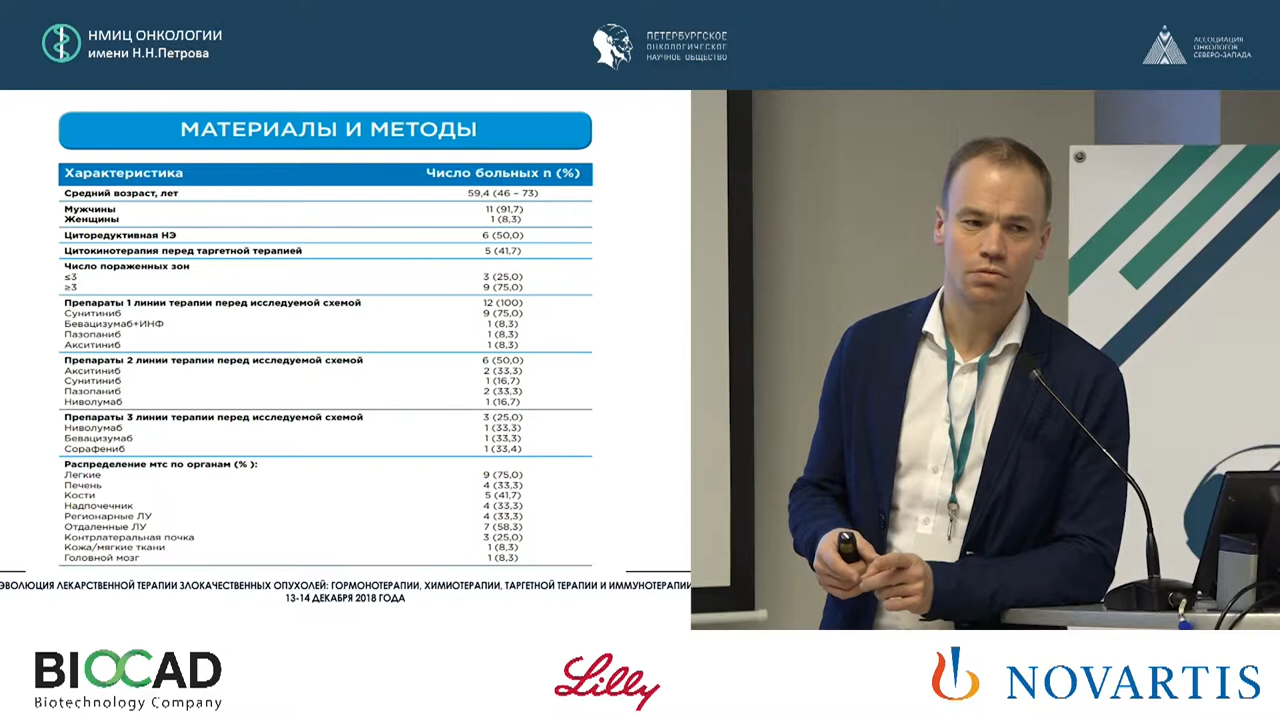 НМИЦ ОНКОЛОГИИ
имени Н.Н.Петрова
ПЕТЕРБУРГСКОЕ
ОНКОЛОГИЧЕСКОЕ
НАУЧНОЕ ОБЩЕСТВО
АССОЦИАЦИЯ
ОНКОЛОГОВ
СЕВЕРО-ЗАПАДА
МАТЕРИАЛЫ И МЕТОДЫ
Характеристика Число больных n (%)
Средний возраст, лет 59,4 (46 – 73)
Мужчины 11 (91,7)
Женщины 1 (8,3)
Циторедуктивная НЭ 6 (50,0)
Цитокинотерапия перед таргетной терапией 5 (41,7)
Число пораженных зон
≤3 3 (25,0)
≥3 9 (75,0)
Препараты 1 линии терапии перед исследуемой схемой 12 (100)
Сунитиниб 9 (75,0)
Бевацизумаб+ИНФ 1 (8,3)
Пазопаниб 1 (8,3)
Акситиниб 1 (8,3)
Препараты 2 линии терапии перед исследуемой схемой 6 (50,0)
Акситиниб 2 (33,3)
Сунитиниб 1 (16,7)
Пазопаниб 2 (33,3)
Ниволумаб 1 (16,7)
Препараты 3 линии терапии перед исследуемой схемой 3 (25,0)
Ниволумаб 1 (33,3)
Бевацизумаб 1 (33,3)
Сорафениб 1 (33,4)
Распределение мтс по органам (% ):
Легкие 9 (75,0)
Печень 4 (33,3)
Кости 5 (41,7)
Надпочечник 4 (33,3)
Регионарные ЛУ 4 (33,3)
Отдаленные ЛУ 7 (58,3)
Контрлатеральная почка 3 (25,0)
Кожа/мягкие ткани 1 (8,3)
Головной мозг 1 (8,3)
ЭВОЛЮЦИЯ ЛЕКАРСТВЕННОЙ ТЕРАПИИ ЗЛОКАЧЕСТВЕННЫХ ОПУХОЛЕЙ: ГОРМОНОТЕРАПИИ, ХИМИОТЕРАПИИ, ТАРГЕТНОЙ ТЕРАПИИ И ИММУНОТЕРАПИИ
13-14 ДЕКАБРЯ 2018 ГОДА
BIOCAD
Biotechnology Company
Lilly
NOVARTIS